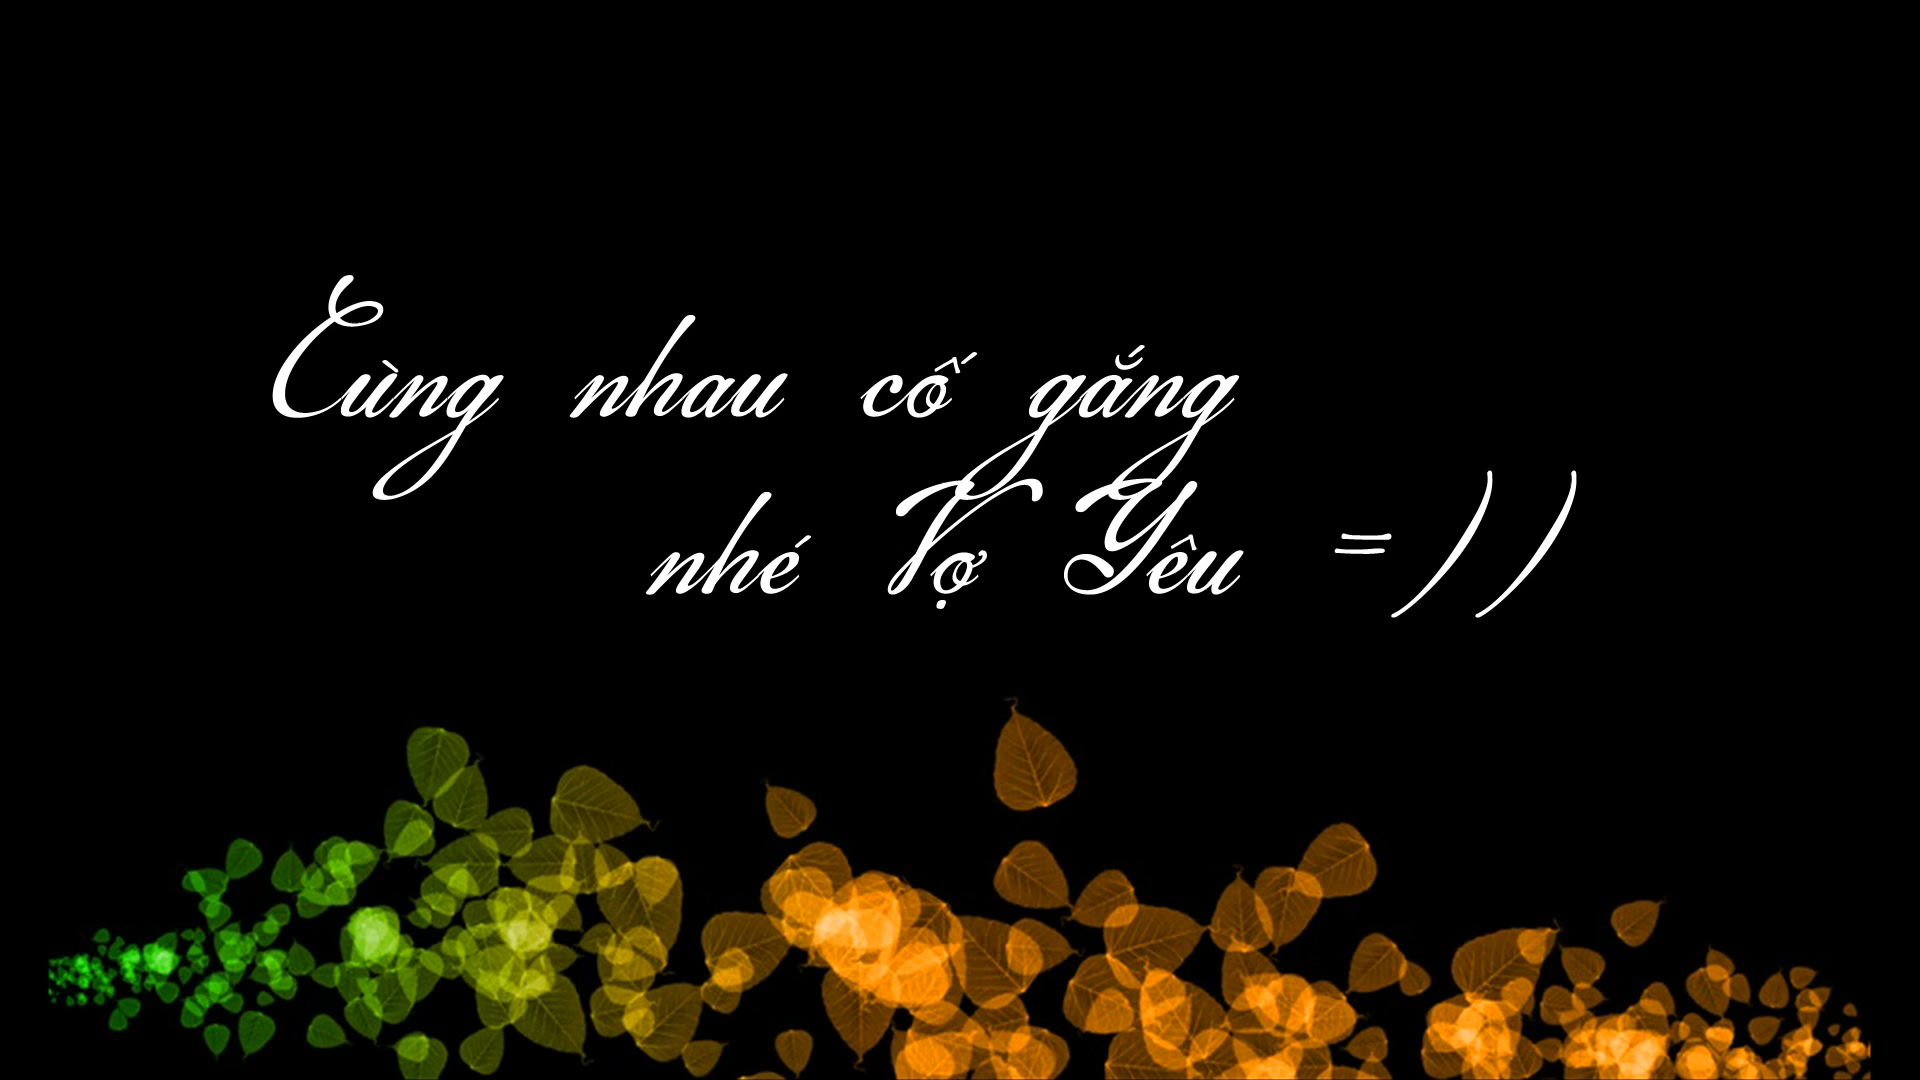 Cùng nhau cố gắng
nhé Vợ Yêu =))